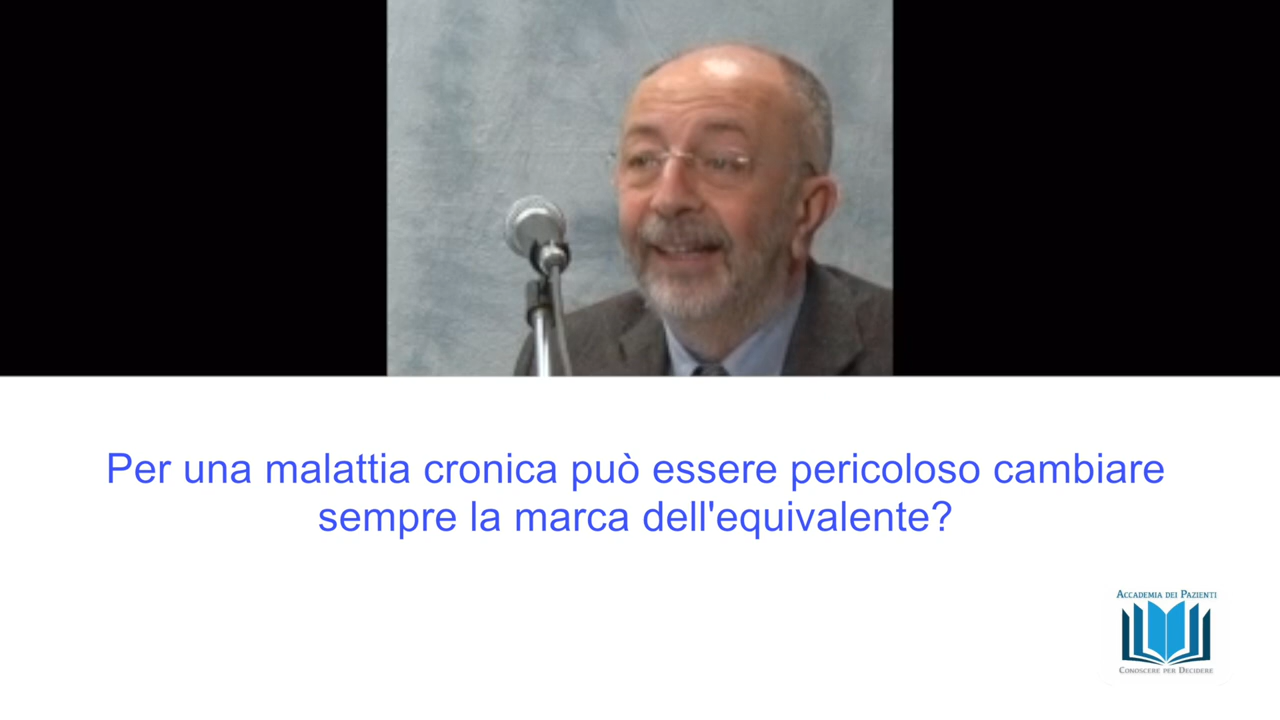 Per una malattia cronica può essere pericoloso cambiare
sempre la marca dell'equivalente?
Accademia dei Pazienti
Conoscere per Decidere